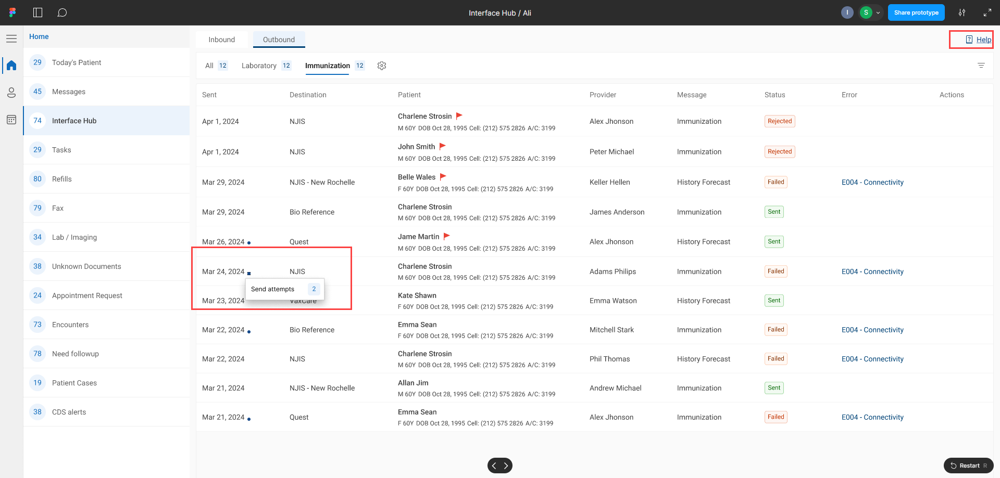 Interface Hub / Ali
I
S
Share prototype
Home
Inbound
Outbound
Help
29 Today's Patient
45 Messages
74 Interface Hub
29 Tasks
80 Refills
79 Fax
34 Lab / Imaging
38 Unknown Documents
24 Appointment Request
73 Encounters
78 Need followup
19 Patient Cases
38 CDS alerts
All 12 Laboratory 12 Immunization 12
Sent Destination Patient Provider Message Status Error Actions
Apr 1, 2024 NJIS Charlene Strosin Alex Jhonson Immunization Rejected
M 60Y DOB Oct 28, 1995 Cell: (212) 575 2826 A/C: 3199
Apr 1, 2024 NJIS John Smith Peter Michael Immunization Rejected
M 60Y DOB Oct 28, 1995 Cell: (212) 575 2826 A/C: 3199
Mar 29, 2024 NJIS - New Rochelle Belle Wales Keller Hellen History Forecast Failed E004 - Connectivity
F 60Y DOB Oct 28, 1995 Cell: (212) 575 2826 A/C: 3199
Mar 29, 2024 Bio Reference Charlene Strosin James Anderson Immunization Sent
M 60Y DOB Oct 28, 1995 Cell: (212) 575 2826 A/C: 3199
Mar 26, 2024 Quest Jame Martin Alex Jhonson History Forecast Sent
M 60Y DOB Oct 28, 1995 Cell: (212) 575 2826 A/C: 3199
Mar 24, 2024 NJIS Charlene Strosin Adams Philips Immunization Failed E004 - Connectivity
M 60Y DOB Oct 28, 1995 Cell: (212) 575 2826 A/C: 3199
Send attempts 2
Mar 23, 2024 VaxCare Kate Shawn Emma Watson History Forecast Sent
F 60Y DOB Oct 28, 1995 Cell: (212) 575 2826 A/C: 3199
Mar 22, 2024 Bio Reference Emma Sean Mitchell Stark Immunization Failed E004 - Connectivity
F 60Y DOB Oct 28, 1995 Cell: (212) 575 2826 A/C: 3199
Mar 22, 2024 NJIS Charlene Strosin Phil Thomas History Forecast Failed E004 - Connectivity
M 60Y DOB Oct 28, 1995 Cell: (212) 575 2826 A/C: 3199
Mar 21, 2024 NJIS - New Rochelle Allan Jim Andrew Michael Immunization Sent
M 60Y DOB Oct 28, 1995 Cell: (212) 575 2826 A/C: 3199
Mar 21, 2024 Quest Emma Sean Alex Jhonson Immunization Failed E004 - Connectivity
F 60Y DOB Oct 28, 1995 Cell: (212) 575 2826 A/C: 3199
Restart R